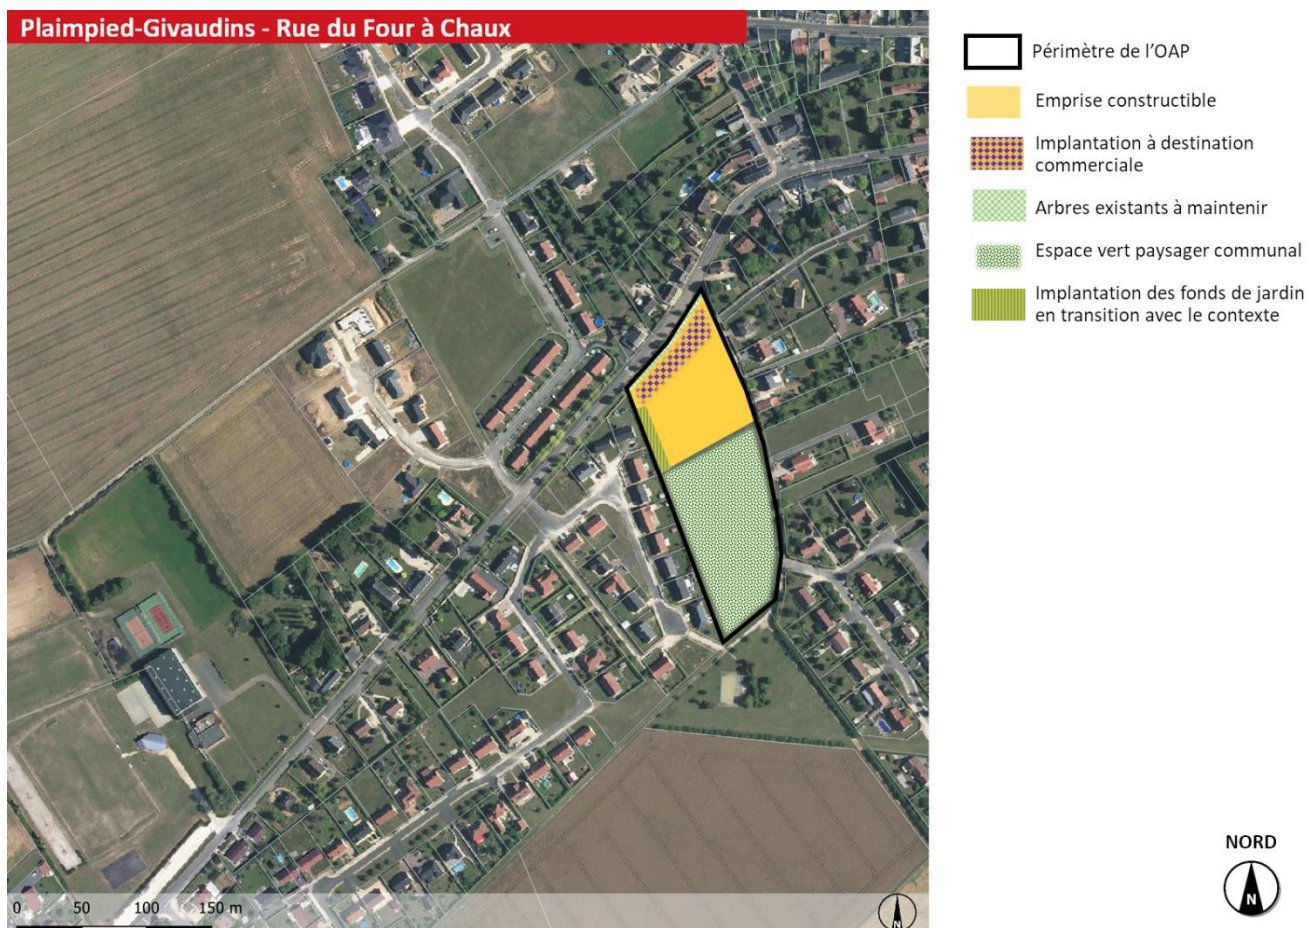 Plaimpied-Givaudins - Rue du Four à Chaux
Périmètre de l’OAP
Emprise constructible
Implantation à destination
commerciale
Arbres existants à maintenir
Espace vert paysager communal
Implantation des fonds de jardin
en transition avec le contexte
NORD
N
0 50 100 150 m
N